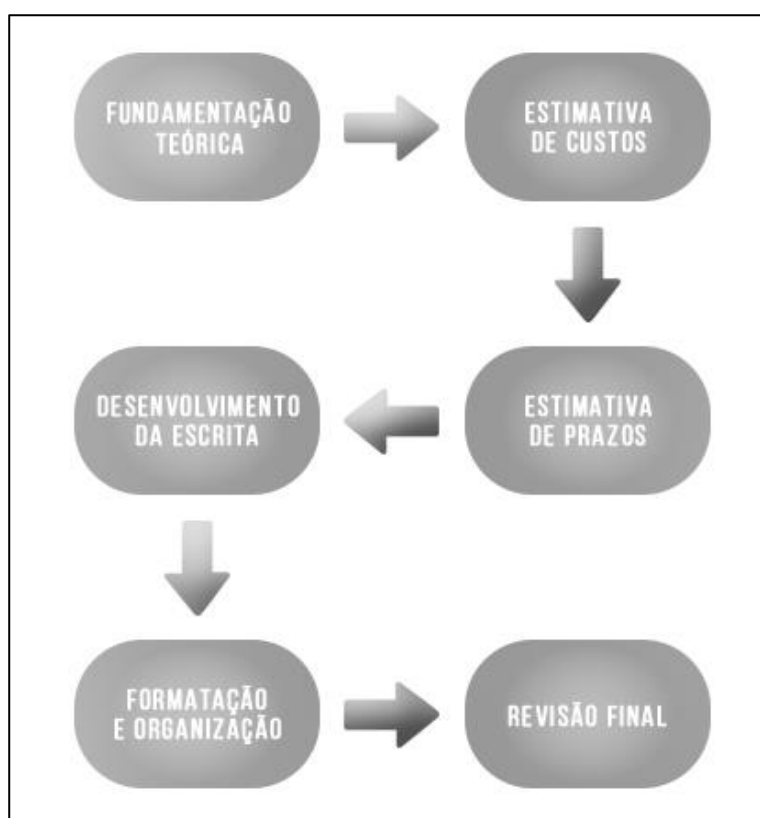 FUNDAMENTAÇÃO
TEÓRICA
ESTIMATIVA
DE CUSTOS
ESTIMATIVA
DE PRAZOS
DESENVOLVIMENTO
DA ESCRITA
FORMATAÇÃO
E ORGANIZAÇÃO
REVISÃO FINAL